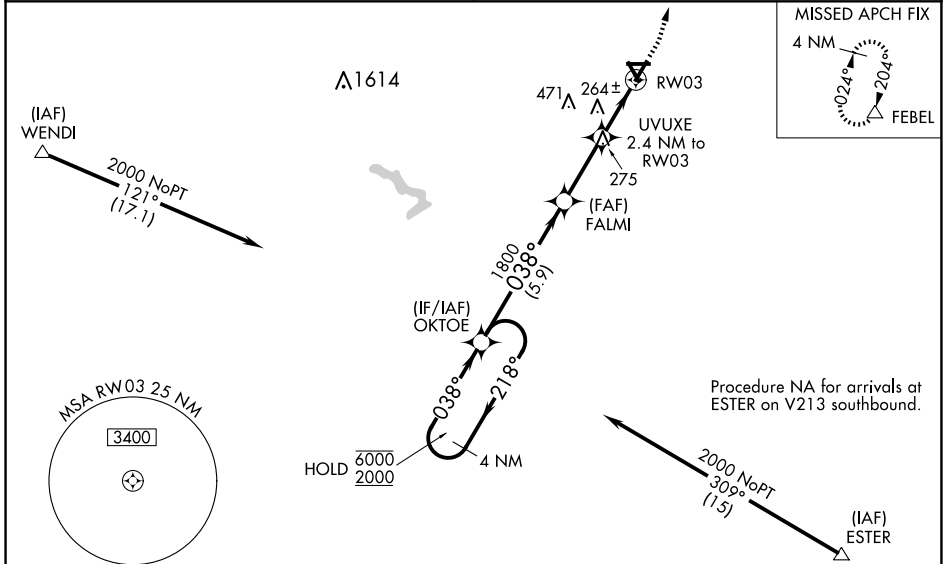 MISSED APCH FIX
4 NM
024°
204°
FEBEL
1614
471
264±
RW03
UVUXE
2.4 NM to
RW03
275
(IAF)
WENDI
2000 NoPT
121°
(17.1)
(FAF)
FALMI
1800
038°
(5.9)
(IF/IAF)
OKTOE
038°
218°
HOLD 6000
2000
4 NM
MSA RW03 25 NM
3400
Procedure NA for arrivals at
ESTER on V213 southbound.
2000 NoPT
309°
(15)
(IAF)
ESTER